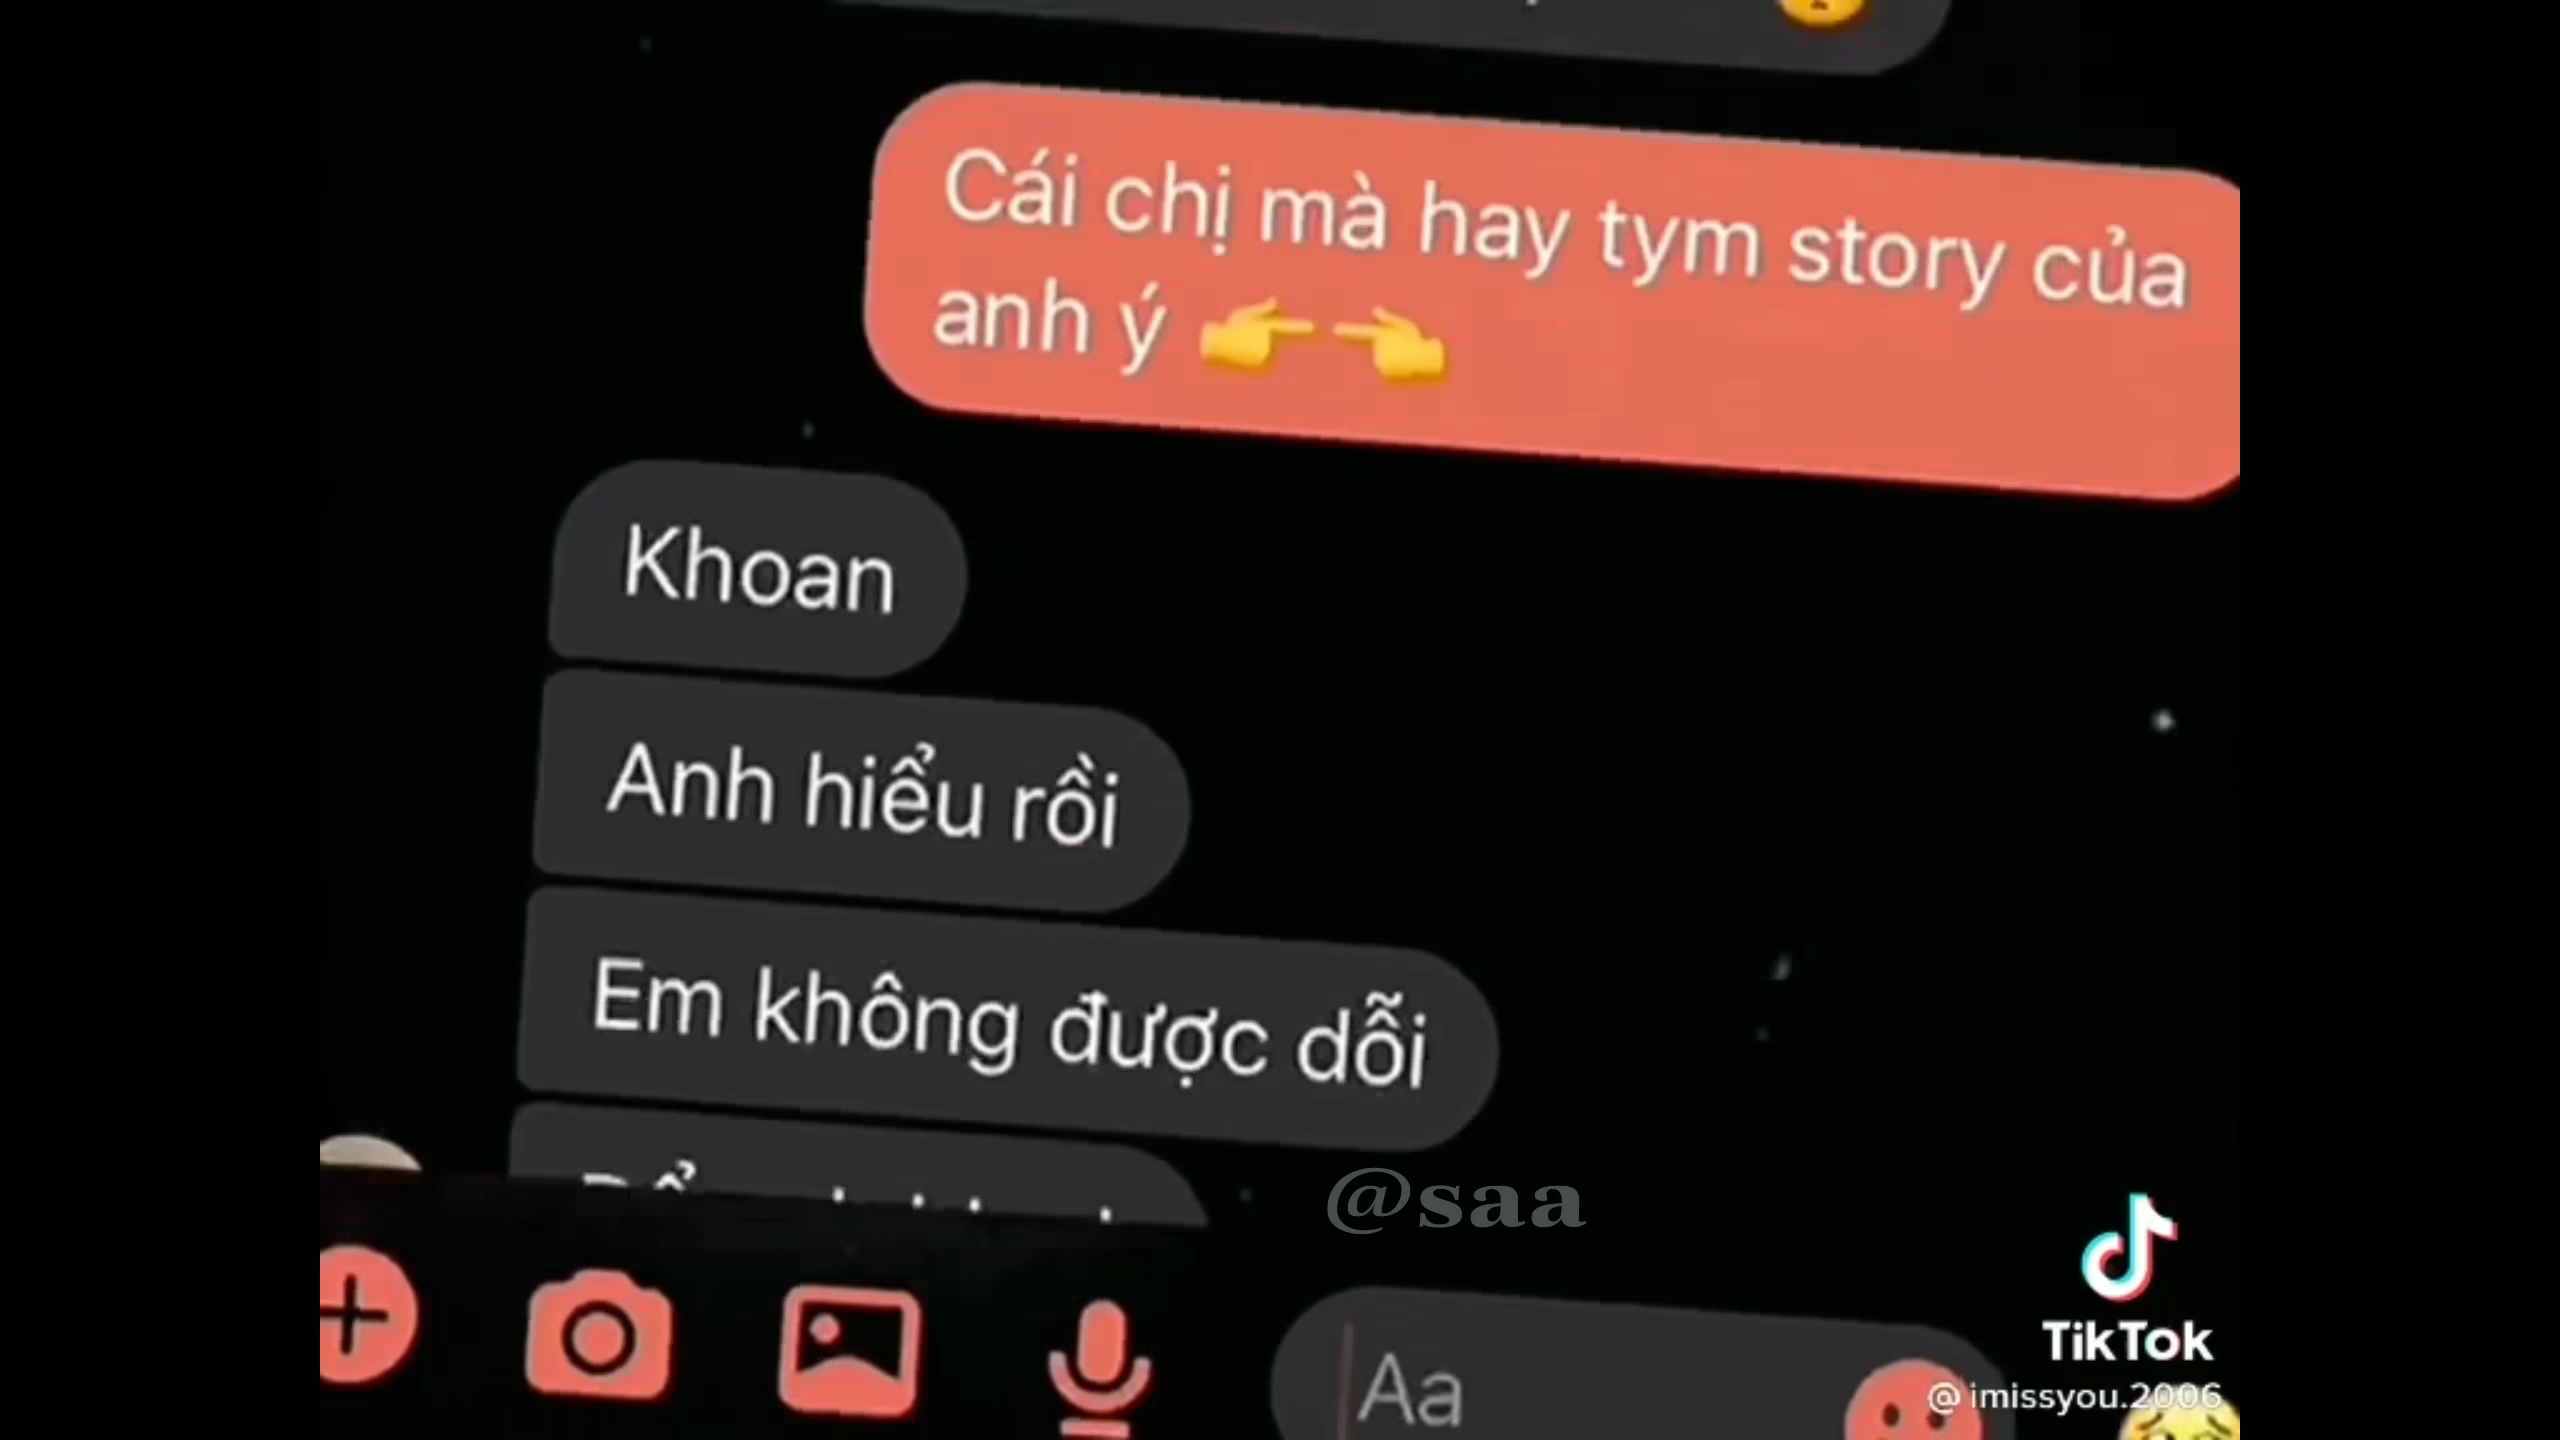 Cái chị mà hay tym story của
anh ý 👉👈
Khoan
Anh hiểu rồi
Em không được dỗi
@saa
Aa
TikTok
@imissyou.2006